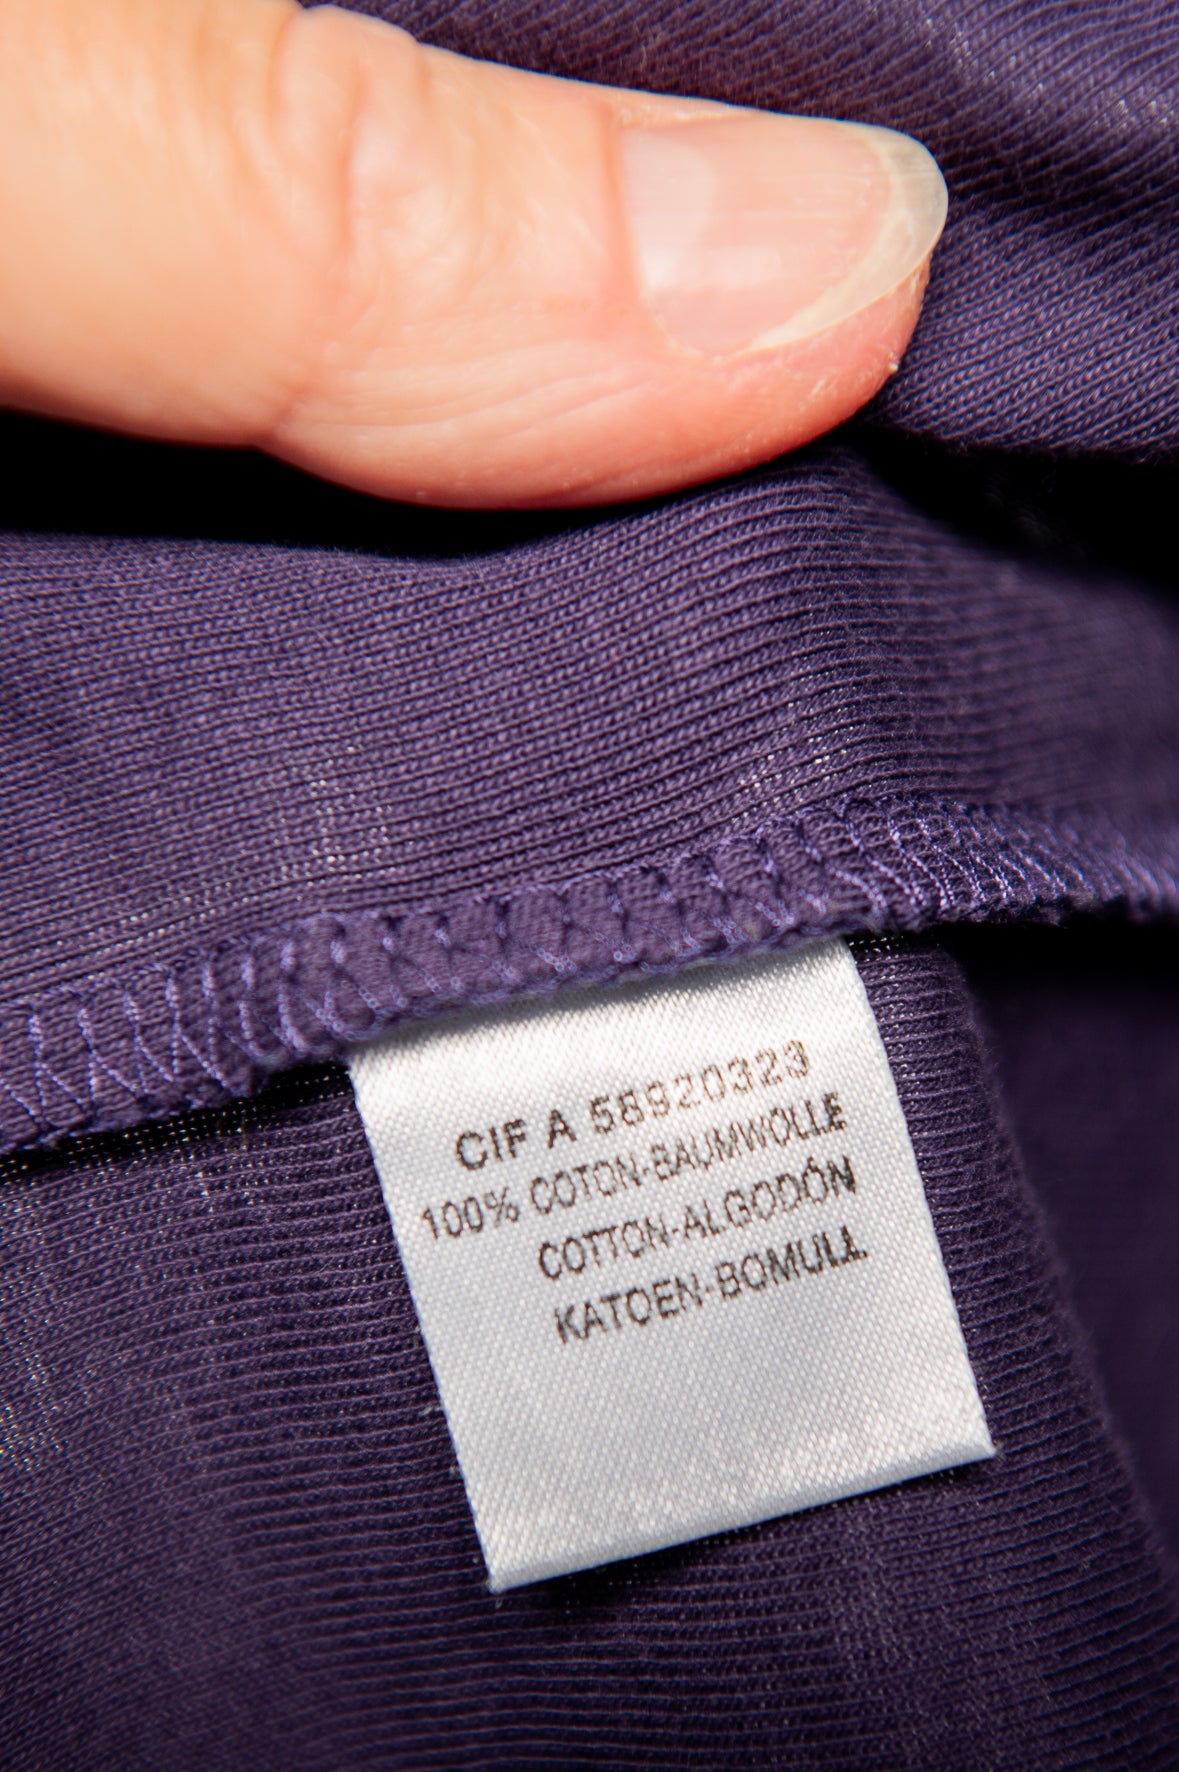 CIF A 58920323
100% COTON-BAUMWOLLE
COTTON-ALGODÓN
KATOEN-BOMULL